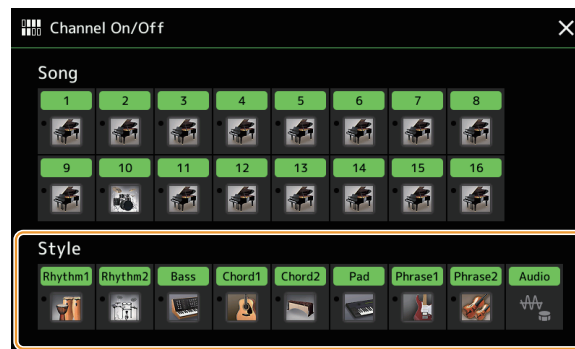 Channel On/Off
Song
1 2 3 4 5 6 7 8
9 10 11 12 13 14 15 16
Style
Rhythm1 Rhythm2 Bass Chord1 Chord2 Pad Phrase1 Phrase2 Audio